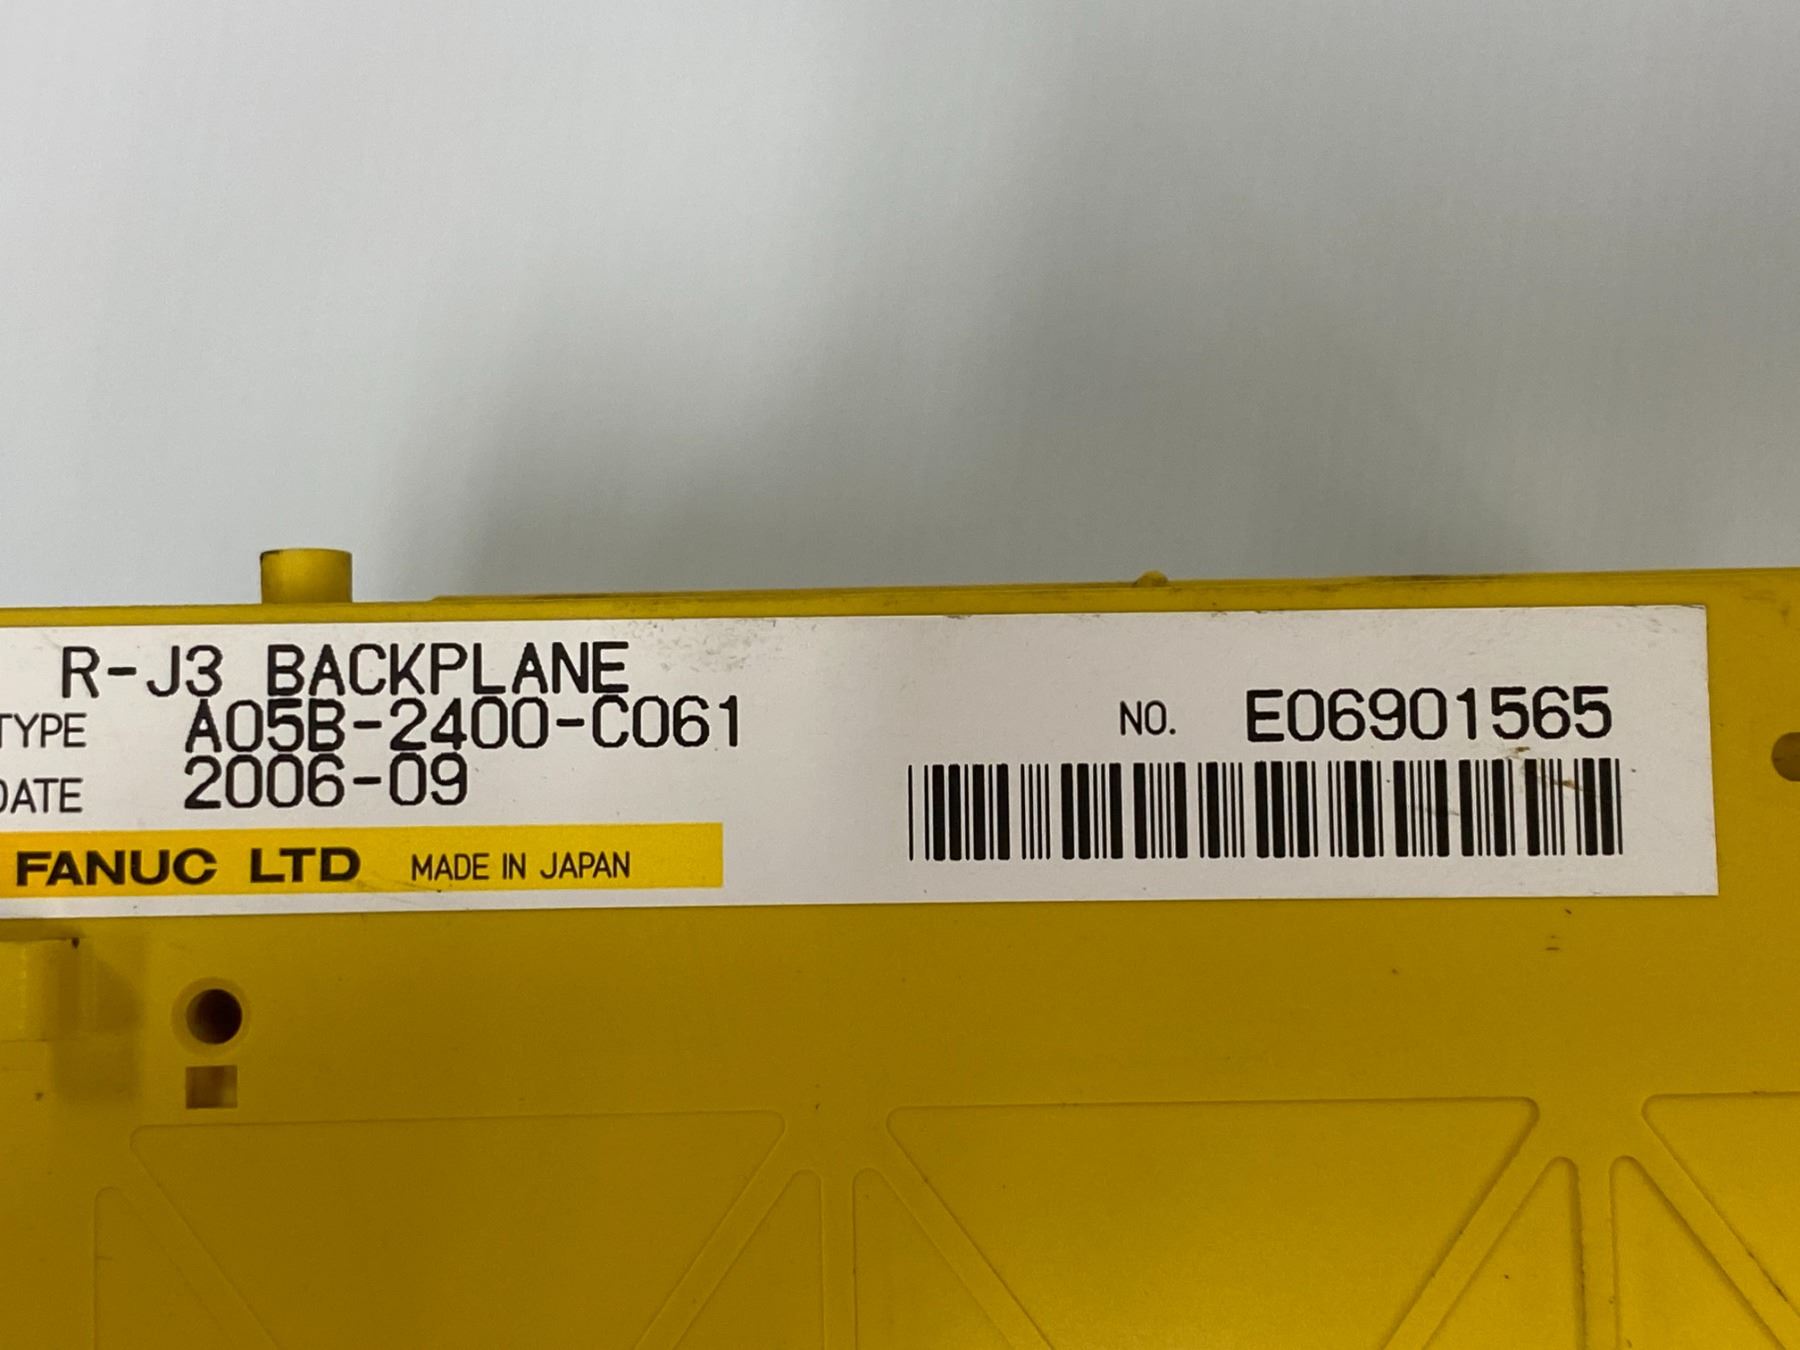 R-J3 BACKPLANE
TYPE A05B-2400-C061
DATE 2006-09
FANUC LTD MADE IN JAPAN
NO. E06901565